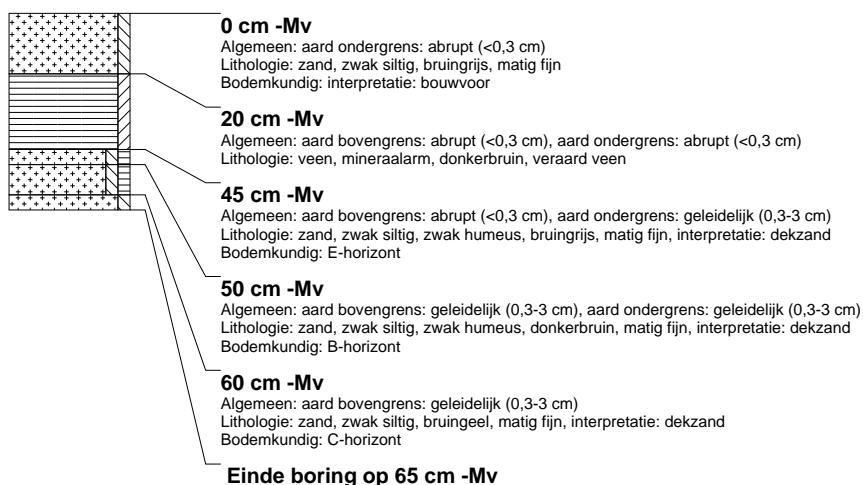 0 cm -Mv
Algemeen: aard ondergrens: abrupt (<0,3 cm)
Lithologie: zand, zwak siltig, bruingrijs, matig fijn
Bodemkundig: interpretatie: bouwvoor
20 cm -Mv
Algemeen: aard bovengrens: abrupt (<0,3 cm), aard ondergrens: abrupt (<0,3 cm)
Lithologie: veen, mineraalarm, donkerbruin, veraard veen
45 cm -Mv
Algemeen: aard bovengrens: abrupt (<0,3 cm), aard ondergrens: geleidelijk (0,3-3 cm)
Lithologie: zand, zwak siltig, zwak humeus, bruingrijs, matig fijn, interpretatie: dekzand
Bodemkundig: E-horizont
50 cm -Mv
Algemeen: aard bovengrens: geleidelijk (0,3-3 cm), aard ondergrens: geleidelijk (0,3-3 cm)
Lithologie: zand, zwak siltig, zwak humeus, donkerbruin, matig fijn, interpretatie: dekzand
Bodemkundig: B-horizont
60 cm -Mv
Algemeen: aard bovengrens: geleidelijk (0,3-3 cm)
Lithologie: zand, zwak siltig, bruingeel, matig fijn, interpretatie: dekzand
Bodemkundig: C-horizont
Einde boring op 65 cm -Mv